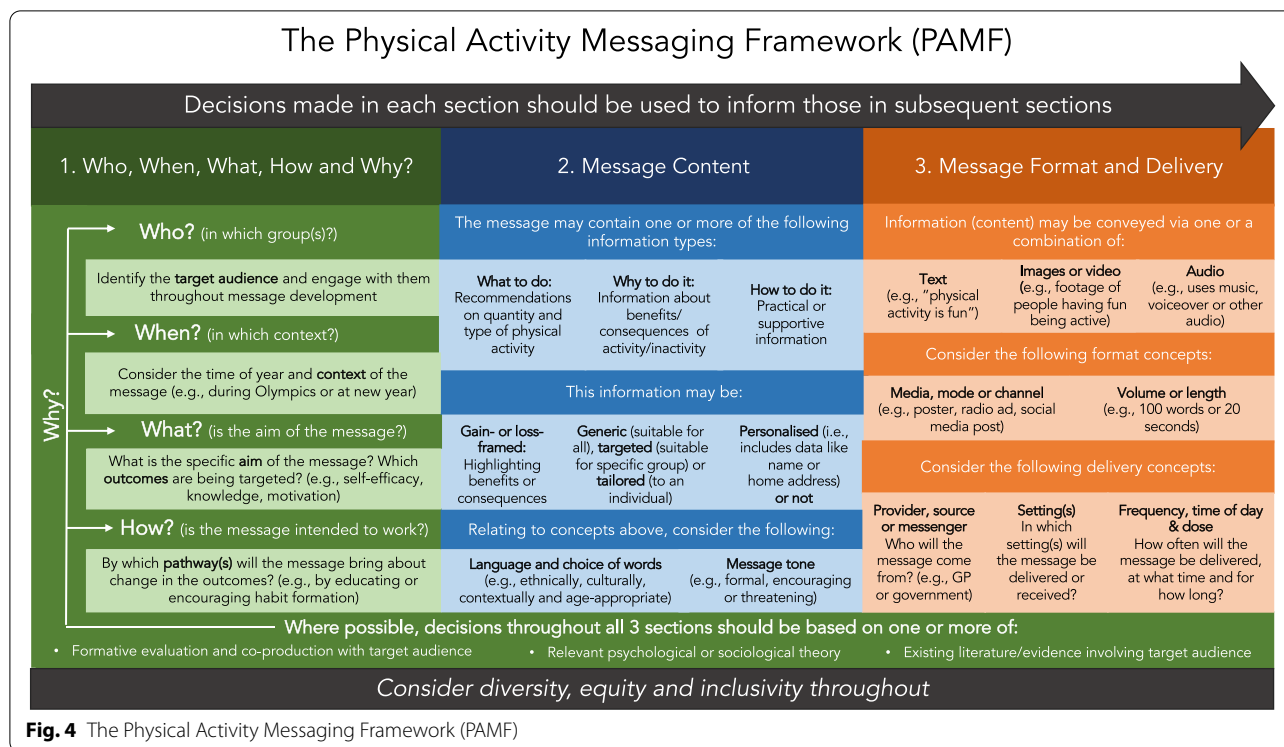 The Physical Activity Messaging Framework (PAMF)
Decisions made in each section should be used to inform those in subsequent sections
1. Who, When, What, How and Why?
Why?
Who? (in which group(s)?)
Identify the target audience and engage with them
throughout message development
When? (in which context?)
Consider the time of year and context of the
message (e.g., during Olympics or at new year)
What? (is the aim of the message?)
What is the specific aim of the message? Which
outcomes are being targeted? (e.g., self-efficacy,
knowledge, motivation)
How? (is the message intended to work?)
By which pathway(s) will the message bring about
change in the outcomes? (e.g., by educating or
encouraging habit formation)
2. Message Content
The message may contain one or more of the following
information types:
What to do:
Recommendations
on quantity and
type of physical
activity
Why to do it:
Information about
benefits/
consequences of
activity/inactivity
How to do it:
Practical or
supportive
information
This information may be:
Gain- or loss-
framed:
Highlighting
benefits or
consequences
Generic (suitable for
all), targeted (suitable
for specific group) or
tailored (to an
individual)
Personalised (i.e.,
includes data like
name or
home address)
or not
Relating to concepts above, consider the following:
Language and choice of words
(e.g., ethnically, culturally,
contextually and age-appropriate)
Message tone
(e.g., formal, encouraging
or threatening)
3. Message Format and Delivery
Information (content) may be conveyed via one or a
combination of:
Text
(e.g., "physical
activity is fun")
Images or video
(e.g., footage of
people having fun
being active)
Audio
(e.g., uses music,
voiceover or other
audio)
Consider the following format concepts:
Media, mode or channel
(e.g., poster, radio ad, social
media post)
Volume or length
(e.g., 100 words or 20
seconds)
Consider the following delivery concepts:
Provider, source
or messenger
Who will the
message come
from? (e.g., GP
or government)
Setting(s)
In which
setting(s) will
the message be
delivered or
received?
Frequency, time of day
& dose
How often will the
message be delivered,
at what time and for
how long?
Where possible, decisions throughout all 3 sections should be based on one or more of:
• Formative evaluation and co-production with target audience
• Relevant psychological or sociological theory
• Existing literature/evidence involving target audience
Consider diversity, equity and inclusivity throughout
Fig. 4 The Physical Activity Messaging Framework (PAMF)